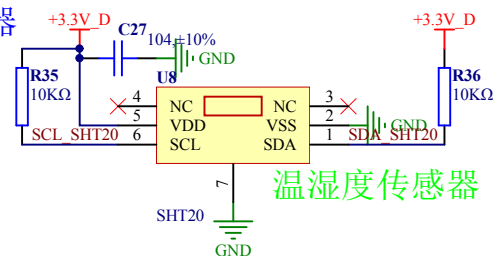 器
+3.3V_D
C27
104,±10%
GND
+3.3V_D
R35
10KΩ
U8
R36
10KΩ
4
NC
NC
3
5
VDD
VSS
2
GND
SCL_SHT20
6
SCL
SDA
1
SDA_SHT20
7
温湿度传感器
SHT20
GND